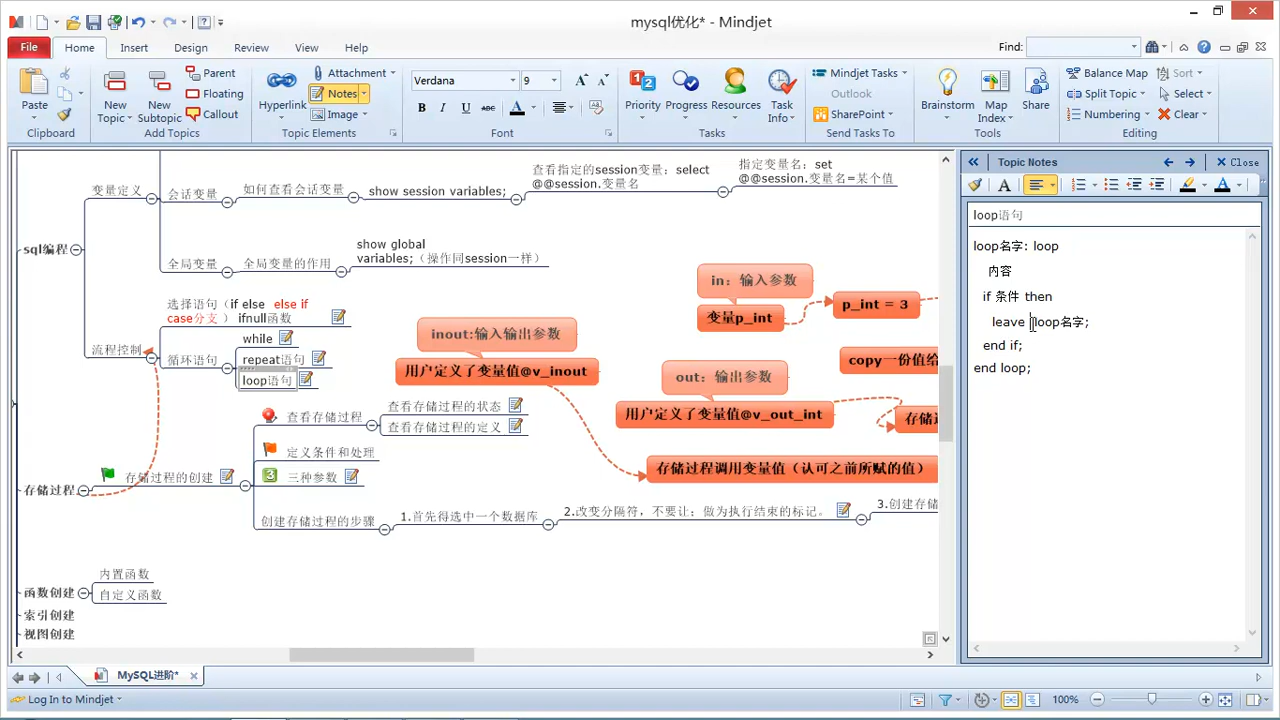 mysql优化* - Mindjet
File Home Insert Design Review View Help
Find:
Paste
Clipboard
New Topic
New Subtopic
Parent
Floating
Callout
Add Topics
Hyperlink
Attachment
Notes
Image
Topic Elements
Verdana 9
B I U abc A
Font
Priority Progress Resources Task Info
Tasks
Mindjet Tasks
Outlook
SharePoint
Send Tasks To
Brainstorm Map Index Share
Tools
Balance Map
Split Topic
Numbering
Sort
Select
Clear
Editing
sql编程
变量定义
会话变量
如何查看会话变量
show session variables;
查看指定的session变量：select
@@session.变量名
指定变量名；set
@@session.变量名=某个值
全局变量
全局变量的作用
show global
variables;（操作同session一样）
流程控制
选择语句（if else else if
case分支 ） ifnull函数
循环语句
while
repeat语句
loop语句
inout:输入输出参数
用户定义了变量值@v_inout
in：输入参数
变量p_int
p_int = 3
copy一份值给
out：输出参数
用户定义了变量值@v_out_int
存储过
存储过程调用变量值（认可之前所赋的值）
存储过程
存储过程的创建
查看存储过程
查看存储过程的状态
查看存储过程的定义
定义条件和处理
3 三种参数
创建存储过程的步骤
1.首先得选中一个数据库
2.改变分隔符，不要让；做为执行结束的标记。
3.创建存储
函数创建
内置函数
自定义函数
索引创建
视图创建
Topic Notes
Close
loop语句
loop名字: loop
内容
if 条件 then
leave loop名字;
end if;
end loop;
MySQL进阶*
Log In to Mindjet
100%